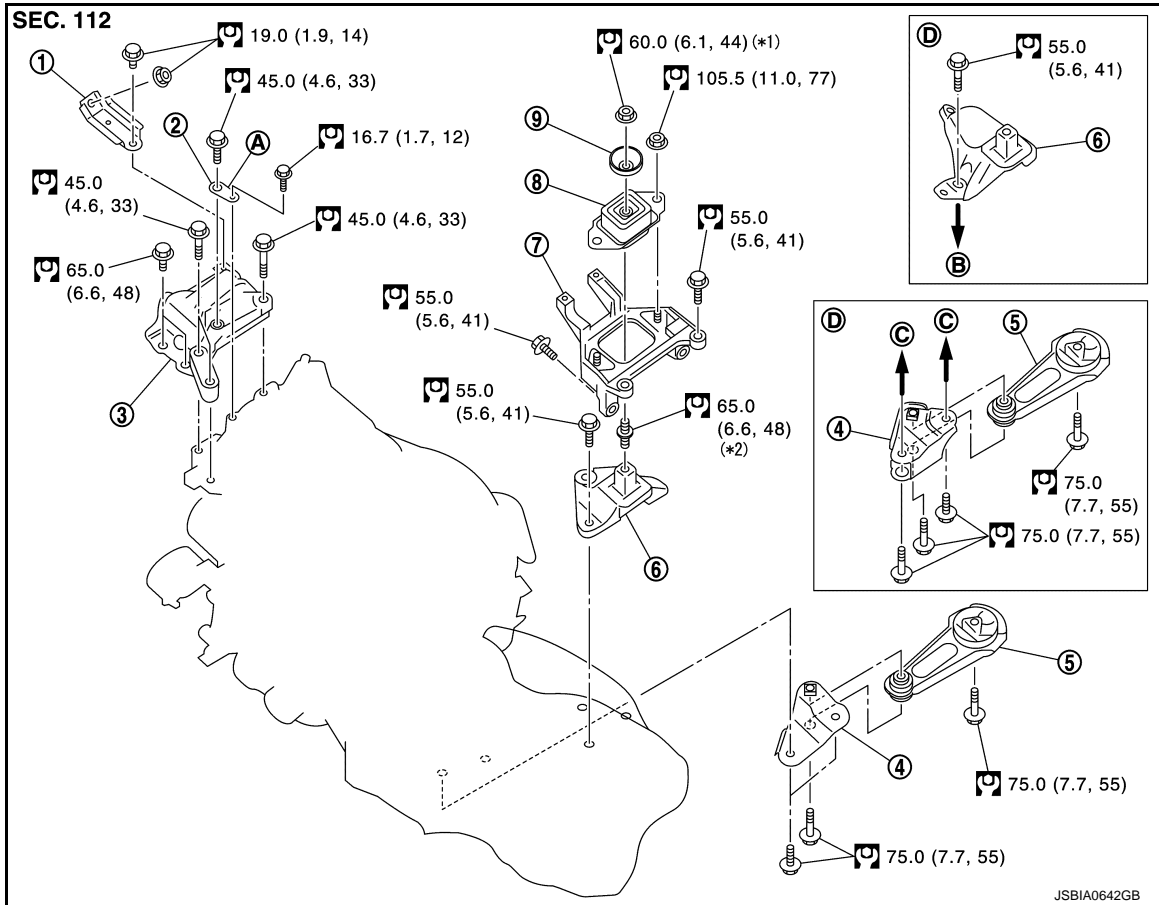 SEC. 112
19.0 (1.9, 14)
1
45.0 (4.6, 33)
2
A
16.7 (1.7, 12)
45.0
(4.6, 33)
45.0 (4.6, 33)
65.0
(6.6, 48)
3
60.0 (6.1, 44) (*1)
105.5 (11.0, 77)
9
8
55.0
(5.6, 41)
7
55.0
(5.6, 41)
55.0
(5.6, 41)
65.0
(6.6, 48)
(*2)
6
D
55.0
(5.6, 41)
6
B
D
C
C
5
4
75.0
(7.7, 55)
75.0 (7.7, 55)
5
4
75.0 (7.7, 55)
75.0 (7.7, 55)
JSBIA0642GB